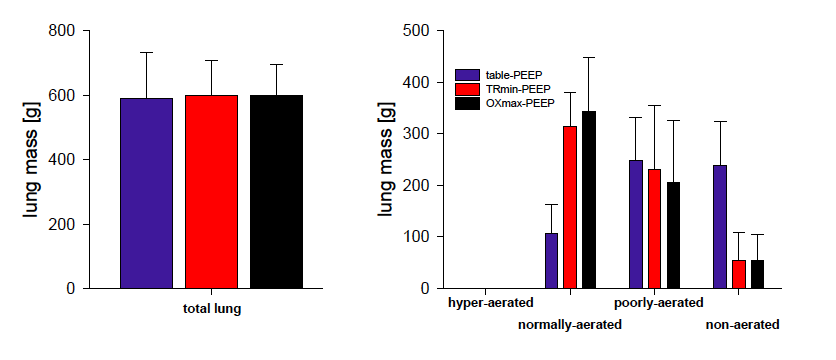 lung mass [g]
800
600
400
200
0
total lung
lung mass [g]
500
400
300
200
100
0
table-PEEP
TRmin-PEEP
OXmax-PEEP
hyper-aerated
poorly-aerated
normally-aerated
non-aerated